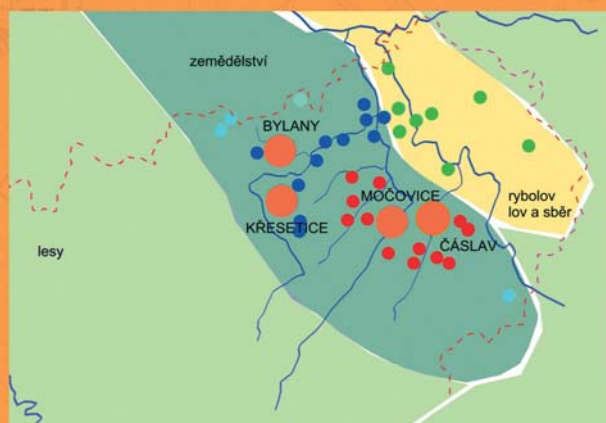 zemědělství
BYLANY
MOČOVICE
rybolov
lov a sběr
KŘESETICE
ČÁSLAV
lesy